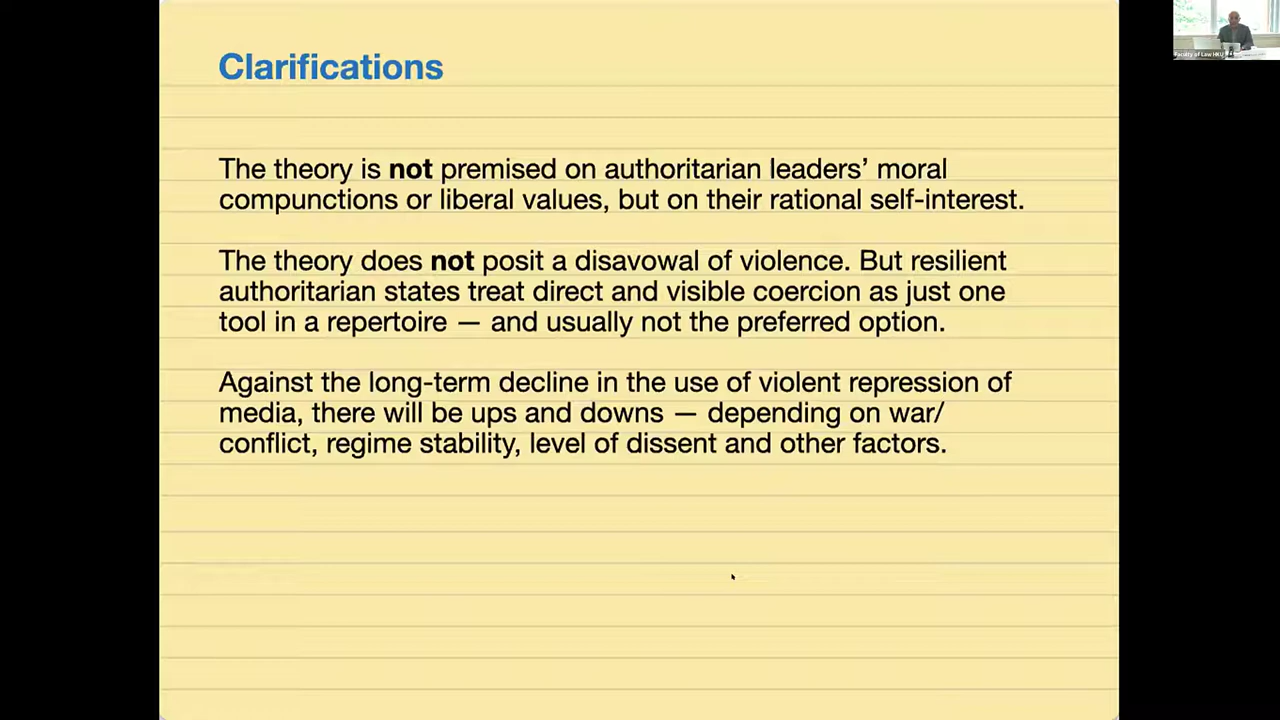 Clarifications
The theory is not premised on authoritarian leaders’ moral
compunctions or liberal values, but on their rational self-interest.
The theory does not posit a disavowal of violence. But resilient
authoritarian states treat direct and visible coercion as just one
tool in a repertoire — and usually not the preferred option.
Against the long-term decline in the use of violent repression of
media, there will be ups and downs — depending on war/
conflict, regime stability, level of dissent and other factors.
Faculty of Law HKU